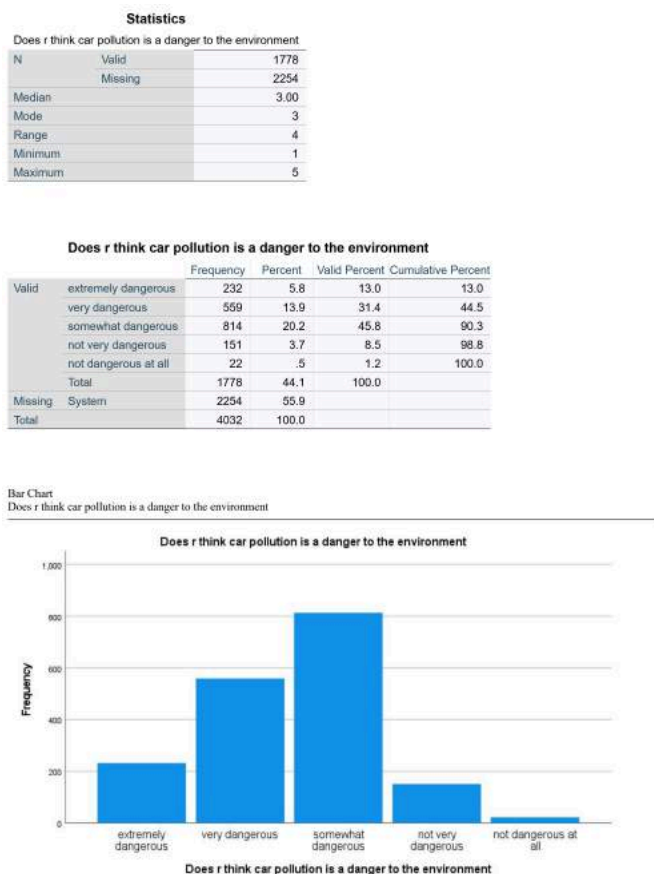 Statistics
Does r think car pollution is a danger to the environment
N Valid 1778
Missing 2254
Median 3.00
Mode 3
Range 4
Minimum 1
Maximum 5
Does r think car pollution is a danger to the environment
Frequency Percent Valid Percent Cumulative Percent
Valid extremely dangerous 232 5.8 13.0 13.0
very dangerous 559 13.9 31.4 44.5
somewhat dangerous 814 20.2 45.8 90.3
not very dangerous 151 3.7 8.5 98.8
not dangerous at all 22 .5 1.2 100.0
Total 1778 44.1 100.0
Missing System 2254 55.9
Total 4032 100.0
Bar Chart
Does r think car pollution is a danger to the environment
Does r think car pollution is a danger to the environment
1,000
800
600
400
200
0
Frequency
extremely dangerous
very dangerous
somewhat dangerous
not very dangerous
not dangerous at all
Does r think car pollution is a danger to the environment